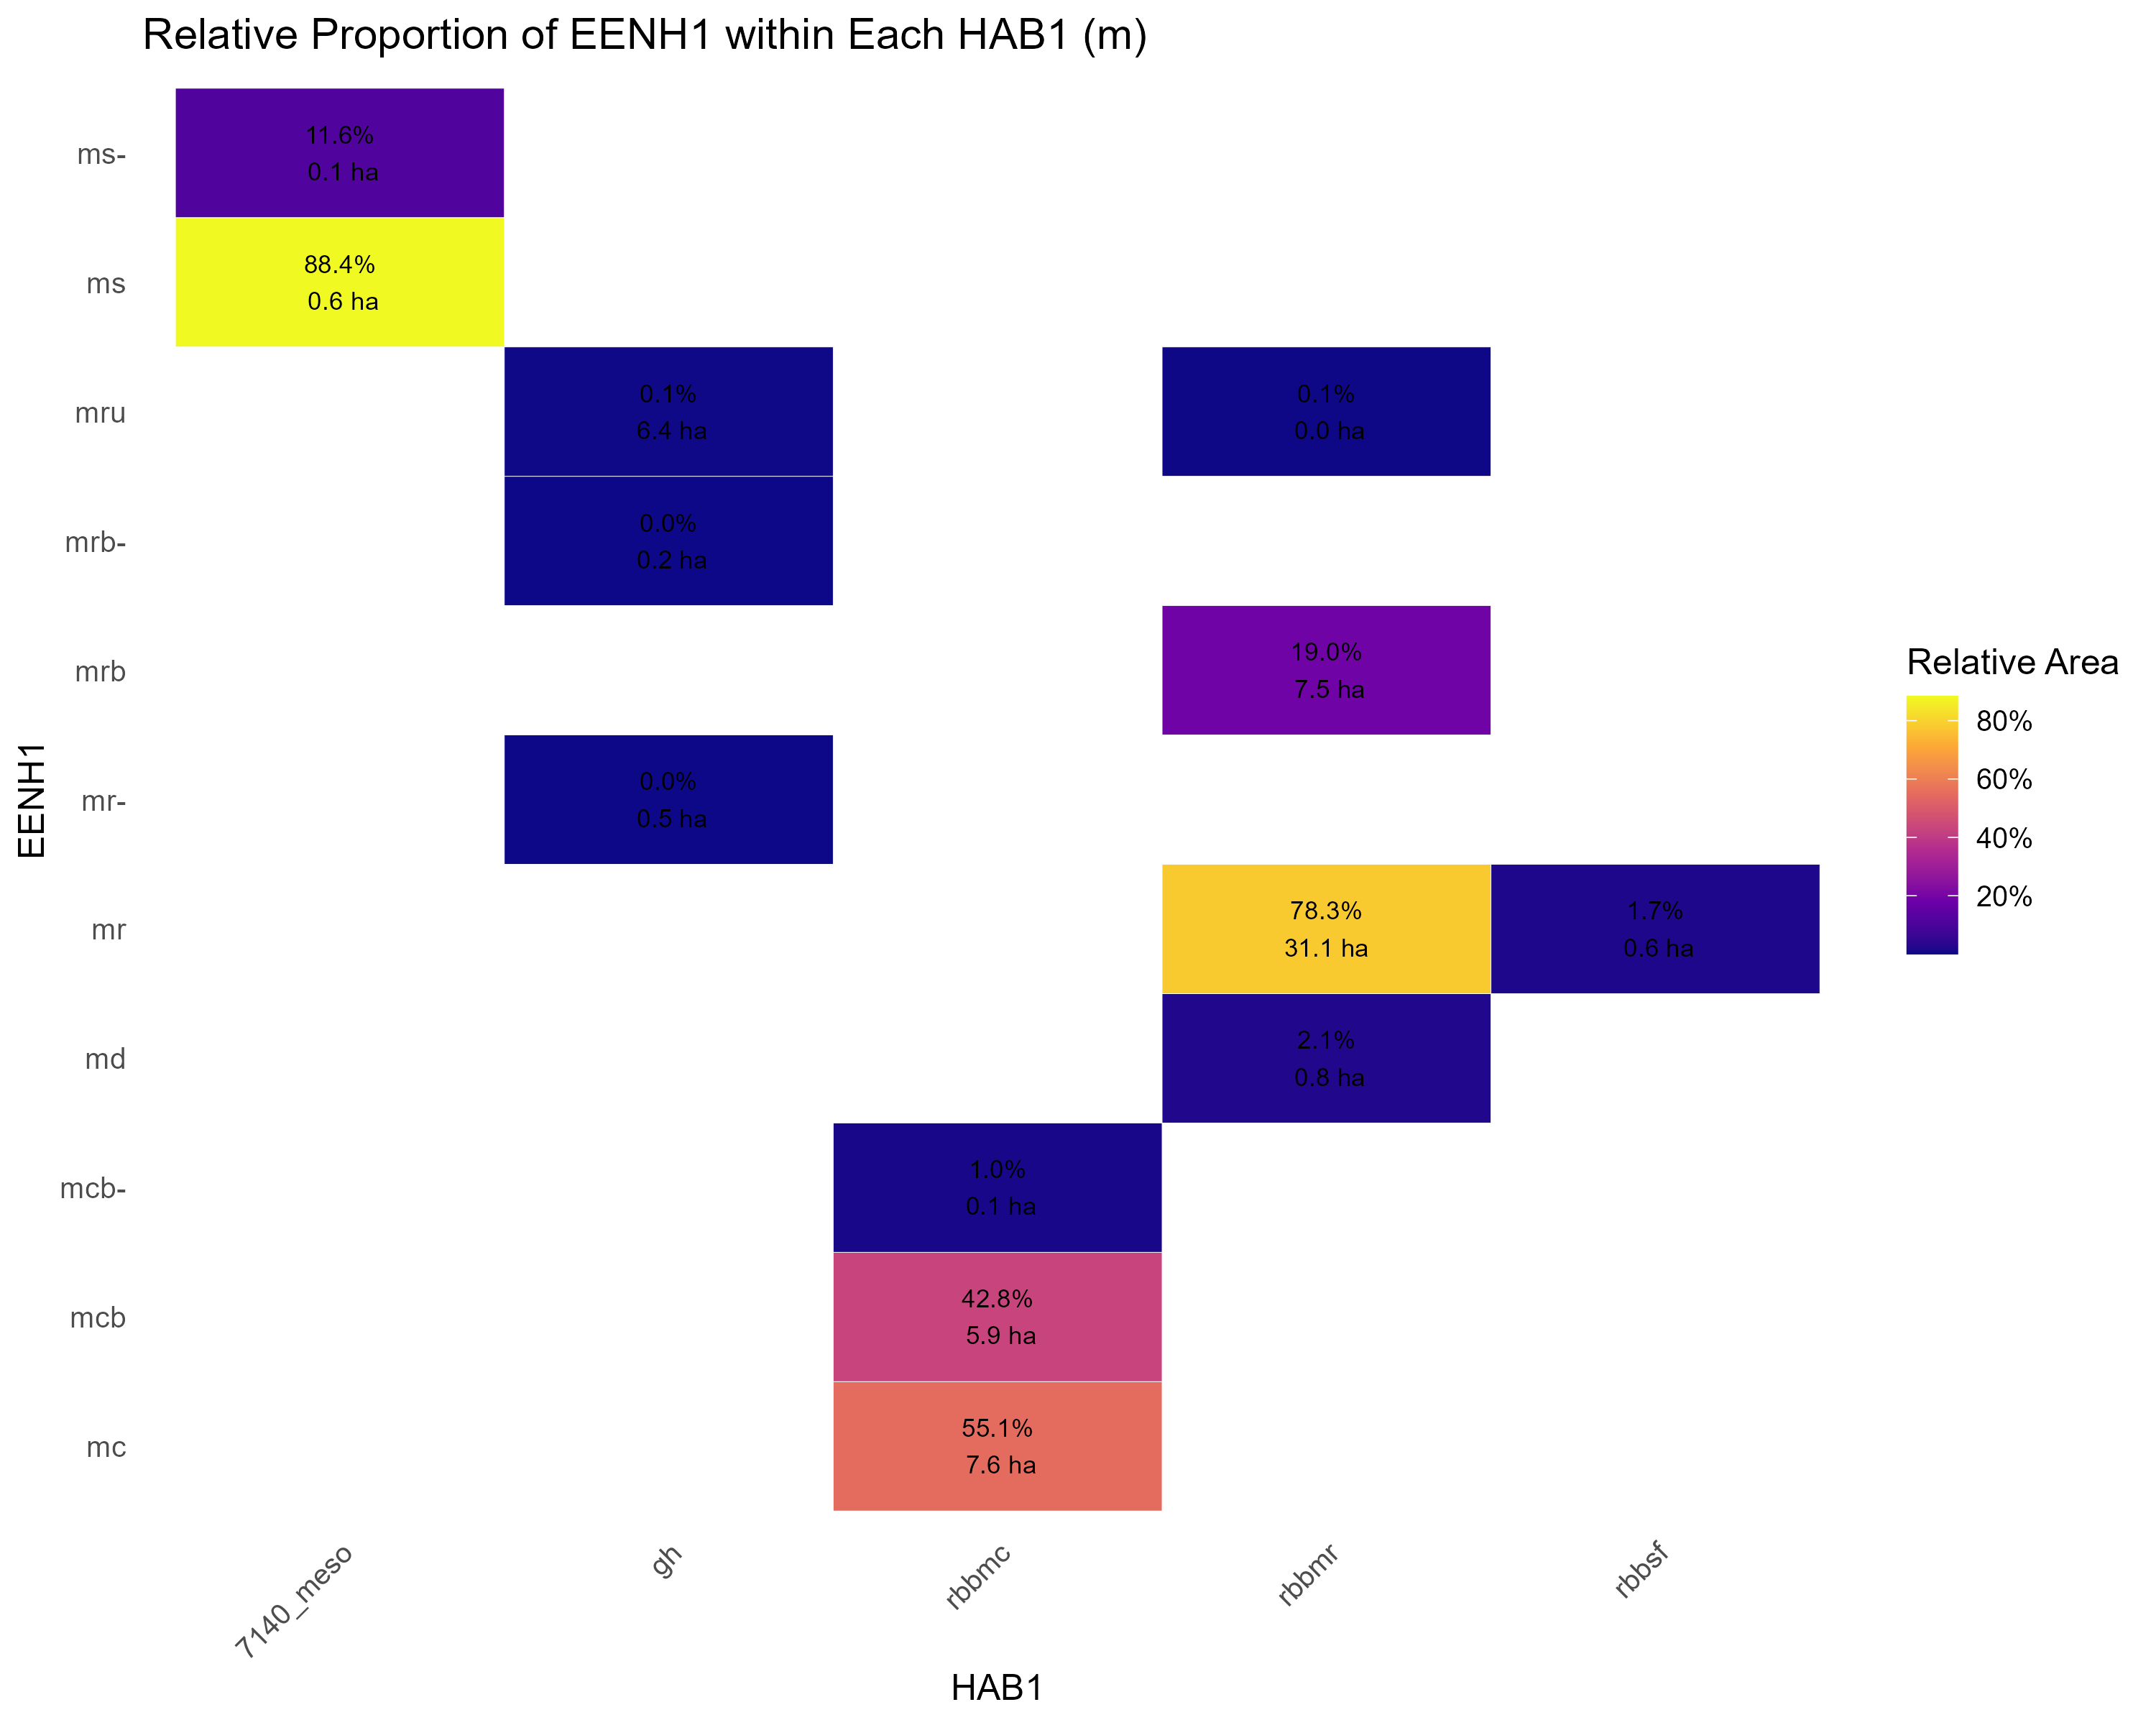 Relative Proportion of EENH1 within Each HAB1 (m)
ms-
11.6%
0.1 ha
ms
88.4%
0.6 ha
mru
0.1%
6.4 ha
0.1%
0.0 ha
mrb-
0.0%
0.2 ha
mrb
19.0%
7.5 ha
mr-
0.0%
0.5 ha
mr
78.3%
31.1 ha
1.7%
0.6 ha
md
2.1%
0.8 ha
mcb-
1.0%
0.1 ha
mcb
42.8%
5.9 ha
mc
55.1%
7.6 ha
EENH1
7140_meso
gh
rbbmc
rbbmr
rbbsf
HAB1
Relative Area
80%
60%
40%
20%